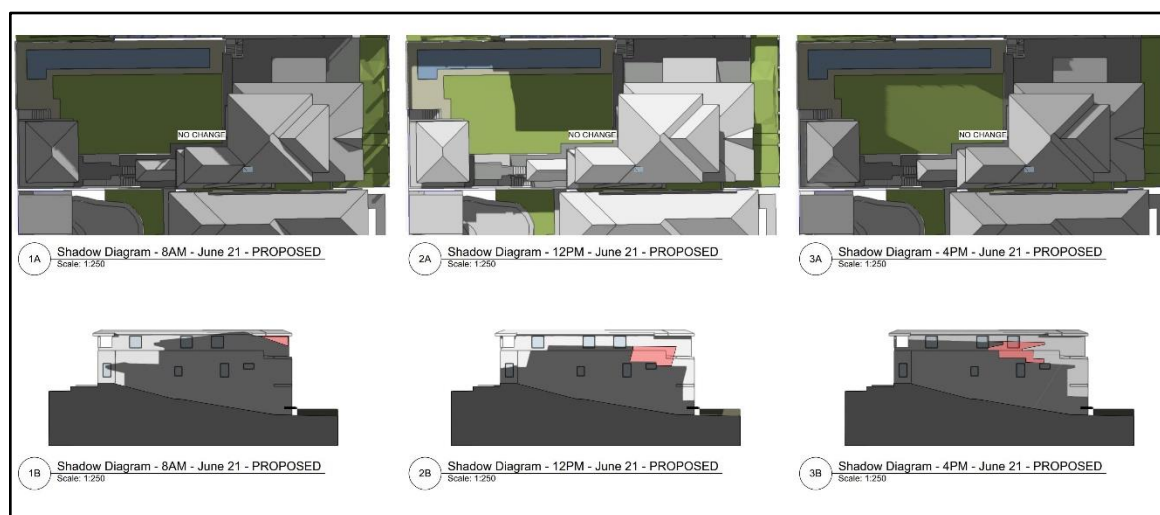 NO CHANGE
NO CHANGE
NO CHANGE
1A
Shadow Diagram - 8AM - June 21 - PROPOSED
Scale: 1:250
2A
Shadow Diagram - 12PM - June 21 - PROPOSED
Scale: 1:250
3A
Shadow Diagram - 4PM - June 21 - PROPOSED
Scale: 1:250
1B
Shadow Diagram - 8AM - June 21 - PROPOSED
Scale: 1:250
2B
Shadow Diagram - 12PM - June 21 - PROPOSED
Scale: 1:250
3B
Shadow Diagram - 4PM - June 21 - PROPOSED
Scale: 1:250